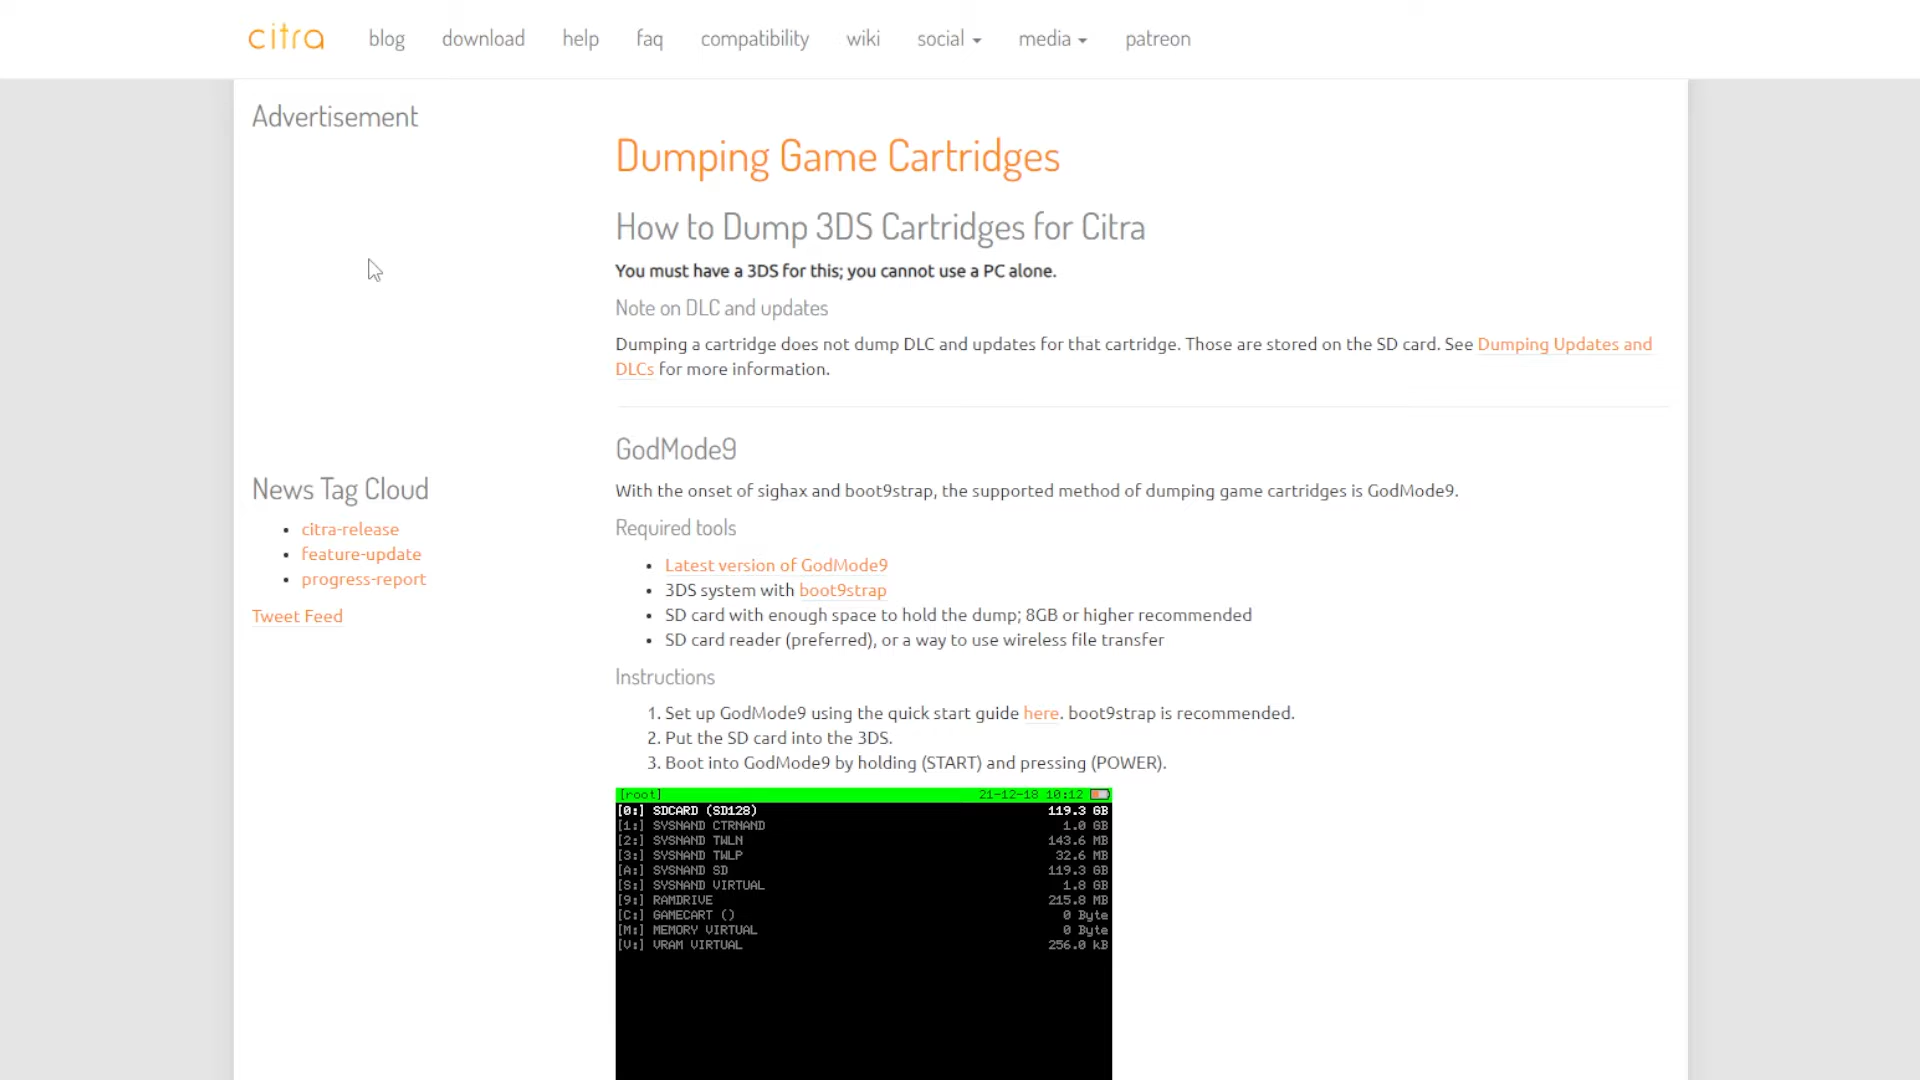 citra blog download help faq compatibility wiki social media patreon
Advertisement
Dumping Game Cartridges
How to Dump 3DS Cartridges for Citra
You must have a 3DS for this; you cannot use a PC alone.
Note on DLC and updates
Dumping a cartridge does not dump DLC and updates for that cartridge. Those are stored on the SD card. See Dumping Updates and
DLCs for more information.
GodMode9
With the onset of sighax and boot9strap, the supported method of dumping game cartridges is GodMode9.
Required tools
• Latest version of GodMode9
• 3DS system with boot9strap
• SD card with enough space to hold the dump; 8GB or higher recommended
• SD card reader (preferred), or a way to use wireless file transfer
Instructions
1. Set up GodMode9 using the quick start guide here. boot9strap is recommended.
2. Put the SD card into the 3DS.
3. Boot into GodMode9 by holding (START) and pressing (POWER).
[root] 21-12-18 10:12
[0:] SDCARD (SD128) 119.3 GB
[1:] SYSNAND CTRNAND 1.0 GB
[2:] SYSNAND TWLN 143.6 MB
[3:] SYSNAND TWLP 32.6 MB
[A:] SYSNAND SD 119.3 GB
[S:] SYSNAND VIRTUAL 1.8 GB
[9:] RAMDRIVE 215.8 MB
[C:] GAMECART () 0 Byte
[M:] MEMORY VIRTUAL 0 Byte
[V:] VRAM VIRTUAL 256.0 kB
News Tag Cloud
• citra-release
• feature-update
• progress-report
Tweet Feed